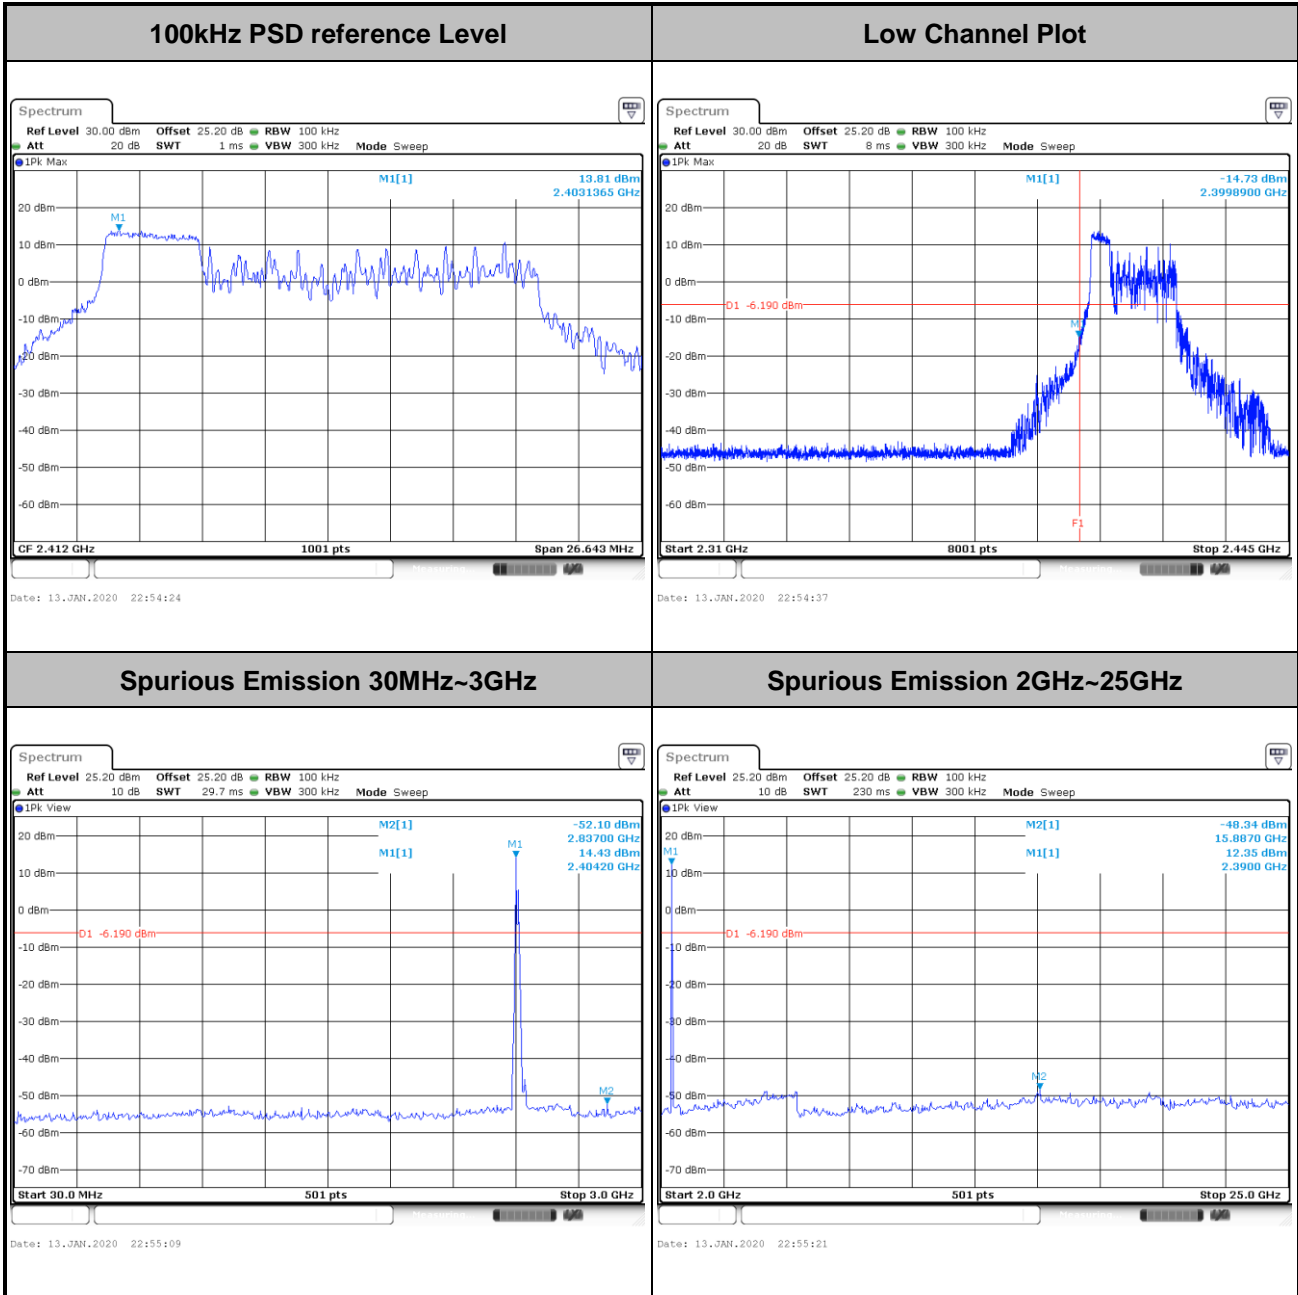 100kHz PSD reference Level
Spectrum
Ref Level 30.00 dBm Offset 25.20 dB RBW 100 kHz
Att 20 dB SWT 1 ms VBW 300 kHz Mode Sweep
1Pk Max
M1[1] 13.81 dBm
2.4031365 GHz
20 dBm
M1
10 dBm
0 dBm
-10 dBm
-20 dBm
-30 dBm
-40 dBm
-50 dBm
-60 dBm
CF 2.412 GHz 1001 pts Span 26.643 MHz
Measuring
Date: 13.JAN.2020 22:54:24
Low Channel Plot
Spectrum
Ref Level 30.00 dBm Offset 25.20 dB RBW 100 kHz
Att 20 dB SWT 8 ms VBW 300 kHz Mode Sweep
1Pk Max
M1[1] -14.73 dBm
2.3998900 GHz
20 dBm
10 dBm
0 dBm
D1 -6.190 dBm
-10 dBm
-20 dBm
-30 dBm
-40 dBm
-50 dBm
-60 dBm
F1
Start 2.31 GHz 8001 pts Stop 2.445 GHz
Measuring
Date: 13.JAN.2020 22:54:37
Spurious Emission 30MHz~3GHz
Spectrum
Ref Level 25.20 dBm Offset 25.20 dB RBW 100 kHz
Att 10 dB SWT 29.7 ms VBW 300 kHz Mode Sweep
1Pk View
M2[1] -52.10 dBm
2.83700 GHz
M1[1] 14.43 dBm
2.40420 GHz
20 dBm
M1
10 dBm
0 dBm
D1 -6.190 dBm
-10 dBm
-20 dBm
-30 dBm
-40 dBm
-50 dBm
M2
-60 dBm
-70 dBm
Start 30.0 MHz 501 pts Stop 3.0 GHz
Measuring
Date: 13.JAN.2020 22:55:09
Spurious Emission 2GHz~25GHz
Spectrum
Ref Level 25.20 dBm Offset 25.20 dB RBW 100 kHz
Att 10 dB SWT 230 ms VBW 300 kHz Mode Sweep
1Pk View
M2[1] -48.34 dBm
15.8870 GHz
M1[1] 12.35 dBm
2.3900 GHz
20 dBm
M1
10 dBm
0 dBm
D1 -6.190 dBm
-10 dBm
-20 dBm
-30 dBm
-40 dBm
M2
-50 dBm
-60 dBm
-70 dBm
Start 2.0 GHz 501 pts Stop 25.0 GHz
Measuring
Date: 13.JAN.2020 22:55:21